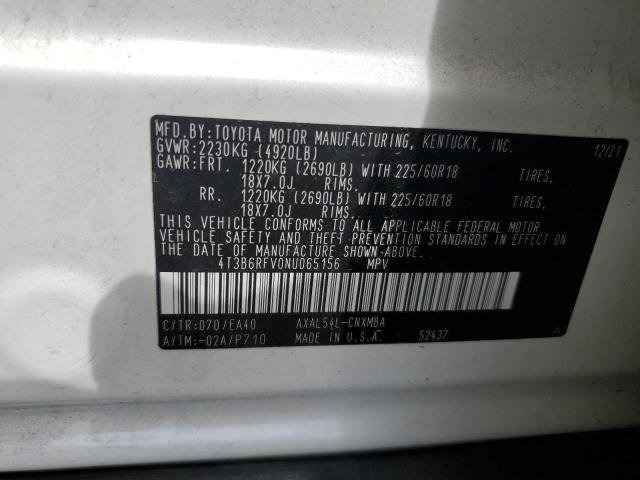 MFD.BY:TOYOTA MOTOR MANUFACTURING, KENTUCKY, INC. 12/21
GVWR:2230KG (4920LB)
GAWR:FRT. 1220KG (2690LB) WITH 225/60R18 TIRES,
18X7.0J RIMS.
RR. 1220KG (2690LB) WITH 225/60R18 TIRES,
18X7.0J RIMS.
THIS VEHICLE CONFORMS TO ALL APPLICABLE FEDERAL MOTOR
VEHICLE SAFETY BUMPER AND THEFT PREVENTION STANDARDS IN EFFECT ON
THE DATE OF MANUFACTURE SHOWN ABOVE.
4T3B6RFV0NU065156 MPV
C/TR:070/EA40 AXAL54L-CNXMBA A
A/TM:-02A/P710 MADE IN U.S.A. 52437